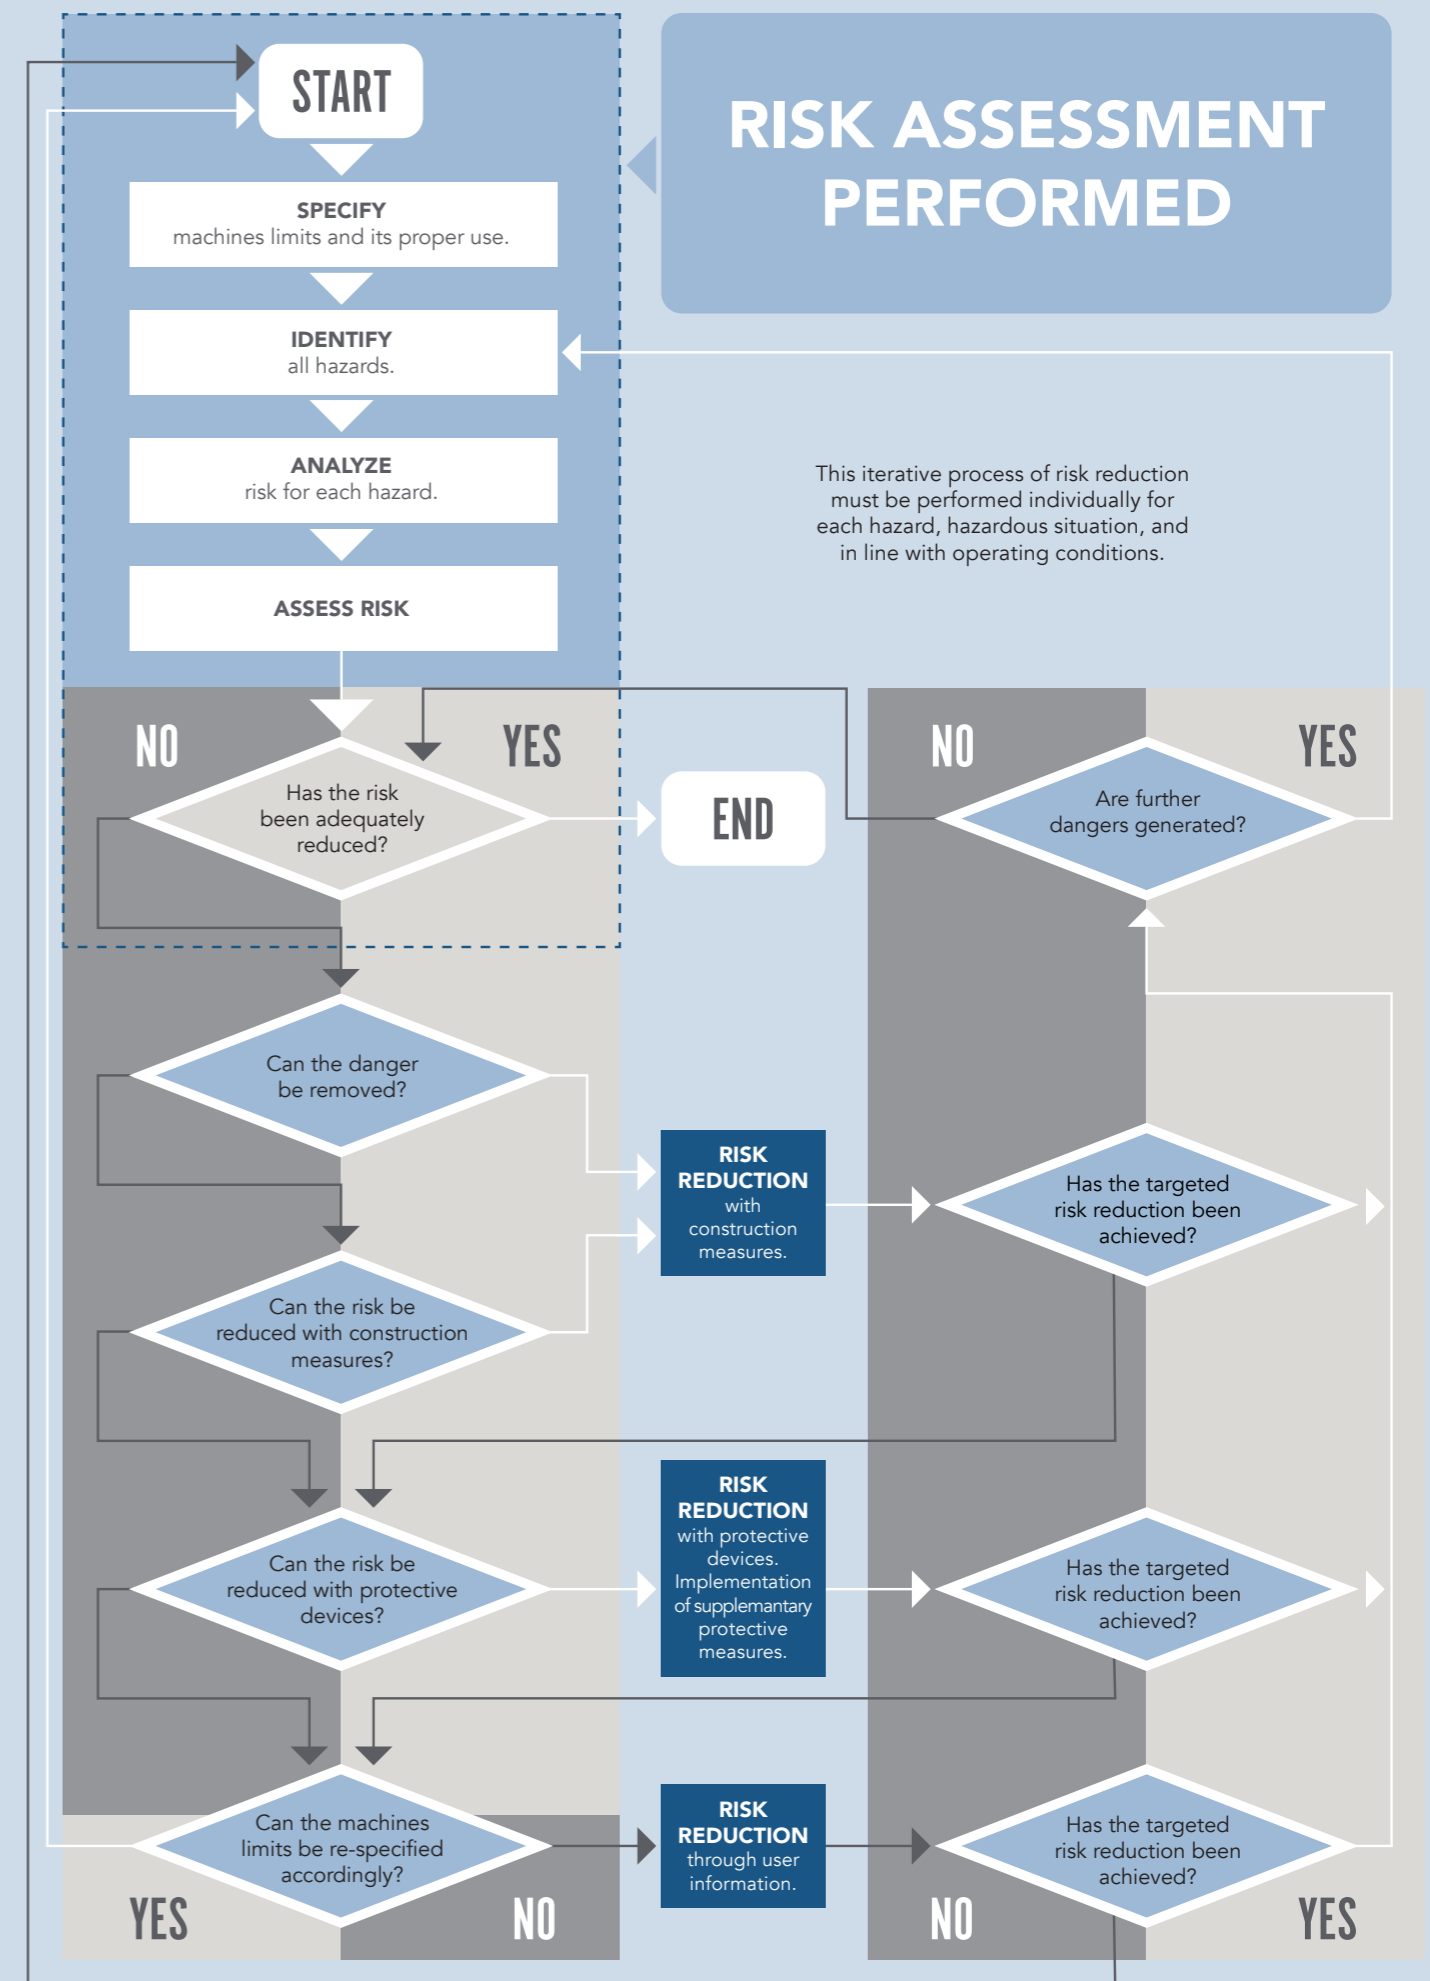 START
RISK ASSESSMENT
PERFORMED
SPECIFY
machines limits and its proper use.
IDENTIFY
all hazards.
ANALYZE
risk for each hazard.
ASSESS RISK
This iterative process of risk reduction
must be performed individually for
each hazard, hazardous situation, and
in line with operating conditions.
NO
YES
Has the risk
been adequately
reduced?
END
NO
YES
Are further
dangers generated?
Can the danger
be removed?
RISK
REDUCTION
with
construction
measures.
Has the targeted
risk reduction been
achieved?
Can the risk be
reduced with construction
measures?
Can the risk be
reduced with protective
devices?
RISK
REDUCTION
with protective
devices.
Implementation
of supplemantary
protective
measures.
Has the targeted
risk reduction been
achieved?
Can the machines
limits be re-specified
accordingly?
YES
NO
RISK
REDUCTION
through user
information.
Has the targeted
risk reduction been
achieved?
NO
YES